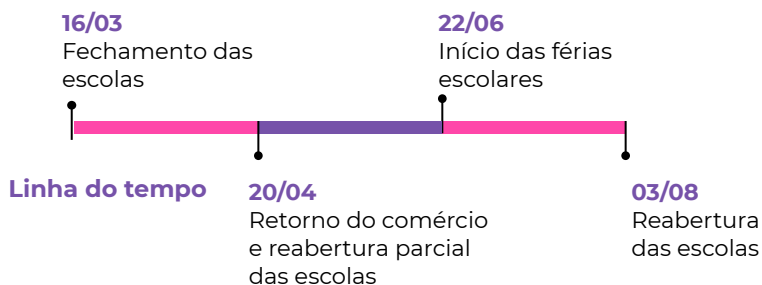 16/03
Fechamento das
escolas
22/06
Início das férias
escolares
Linha do tempo
20/04
Retorno do comércio
e reabertura parcial
das escolas
03/08
Reabertura
das escolas